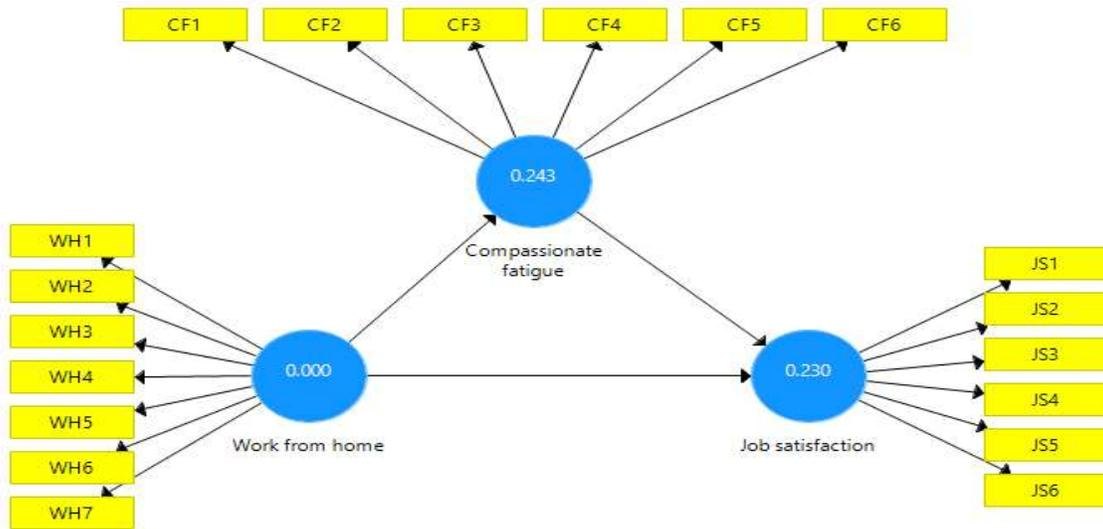 CF1
CF2
CF3
CF4
CF5
CF6
0.243
Compassionate
fatigue
WH1
WH2
WH3
WH4
WH5
WH6
WH7
0.000
Work from home
0.230
Job satisfaction
JS1
JS2
JS3
JS4
JS5
JS6